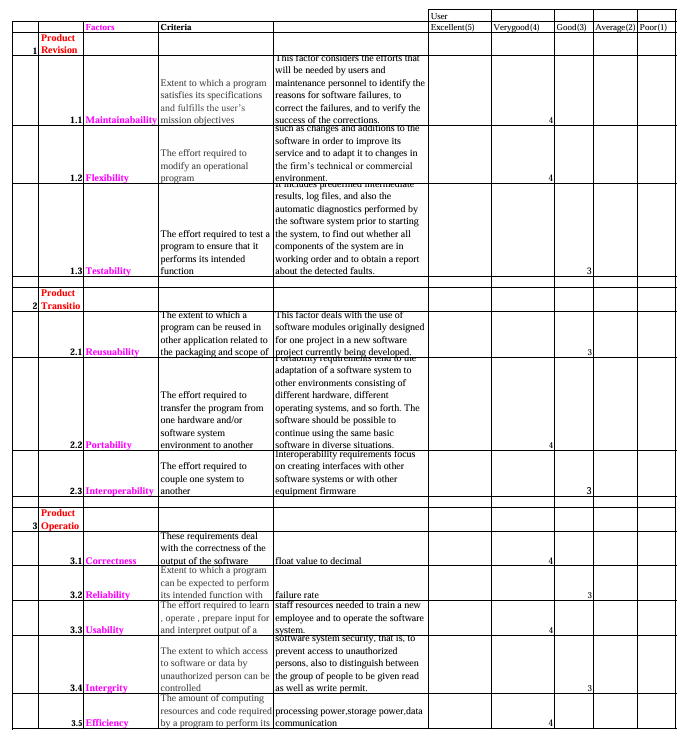 User
Factors Criteria Excellent(5) Verygood(4) Good(3) Average(2) Poor(1)
Product
1 Revision
This factor considers the efforts that
will be needed by users and
Extent to which a program maintenance personnel to identify the
satisfies its specifications reasons for software failures, to
and fulfills the user's correct the failures, and to verify the
1.1 Maintainabaility mission objectives success of the corrections. 4
such as changes and additions to the
software in order to improve its
The effort required to service and to adapt it to changes in
modify an operational the firm's technical or commercial
1.2 Flexibility program environment. 4
It includes predefined intermediate
results, log files, and also the
automatic diagnostics performed by
the software system prior to starting
The effort required to test a the system, to find out whether all
program to ensure that it components of the system are in
performs its intended working order and to obtain a report
1.3 Testability function about the detected faults. 3
Product
2 Transitio
The extent to which a This factor deals with the use of
program can be reused in software modules originally designed
other application related to for one project in a new software
2.1 Reusuability the packaging and scope of project currently being developed. 3
Portability requirements tend to the
adaptation of a software system to
other environments consisting of
The effort required to different hardware, different
transfer the program from operating systems, and so forth. The
one hardware and/or software should be possible to
software system continue using the same basic
2.2 Portability environment to another software in diverse situations. 4
Interoperability requirements focus
The effort required to on creating interfaces with other
couple one system to software systems or with other
2.3 Interoperability another equipment firmware 3
Product
3 Operatio
These requirements deal
with the correctness of the
3.1 Correctness output of the software float value to decimal 4
Extent to which a program
can be expected to perform
3.2 Reliability its intended function with failure rate 3
The effort required to learn staff resources needed to train a new
, operate , prepare input for employee and to operate the software
3.3 Usability and interpret output of a system. 4
software system security, that is, to
The extent to which access prevent access to unauthorized
to software or data by persons, also to distinguish between
unauthorized person can be the group of people to be given read
3.4 Intergrity controlled as well as write permit. 3
The amount of computing
resources and code required processing power,storage power,data
3.5 Efficiency by a program to perform its communication 4